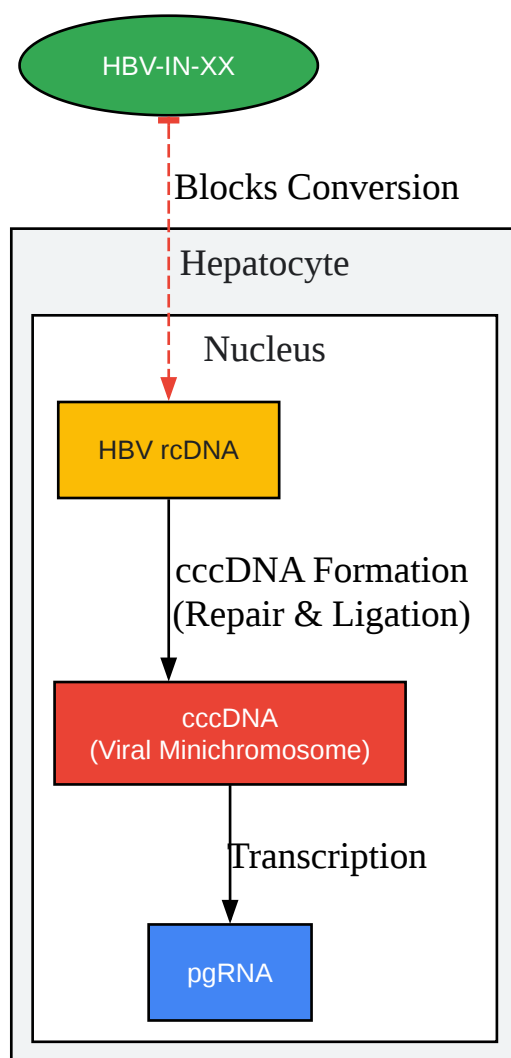 HBV-IN-XX
Blocks Conversion
Hepatocyte
Nucleus
HBV rcDNA
cccDNA Formation
(Repair & Ligation)
cccDNA
(Viral Minichromosome)
Transcription
pgRNA